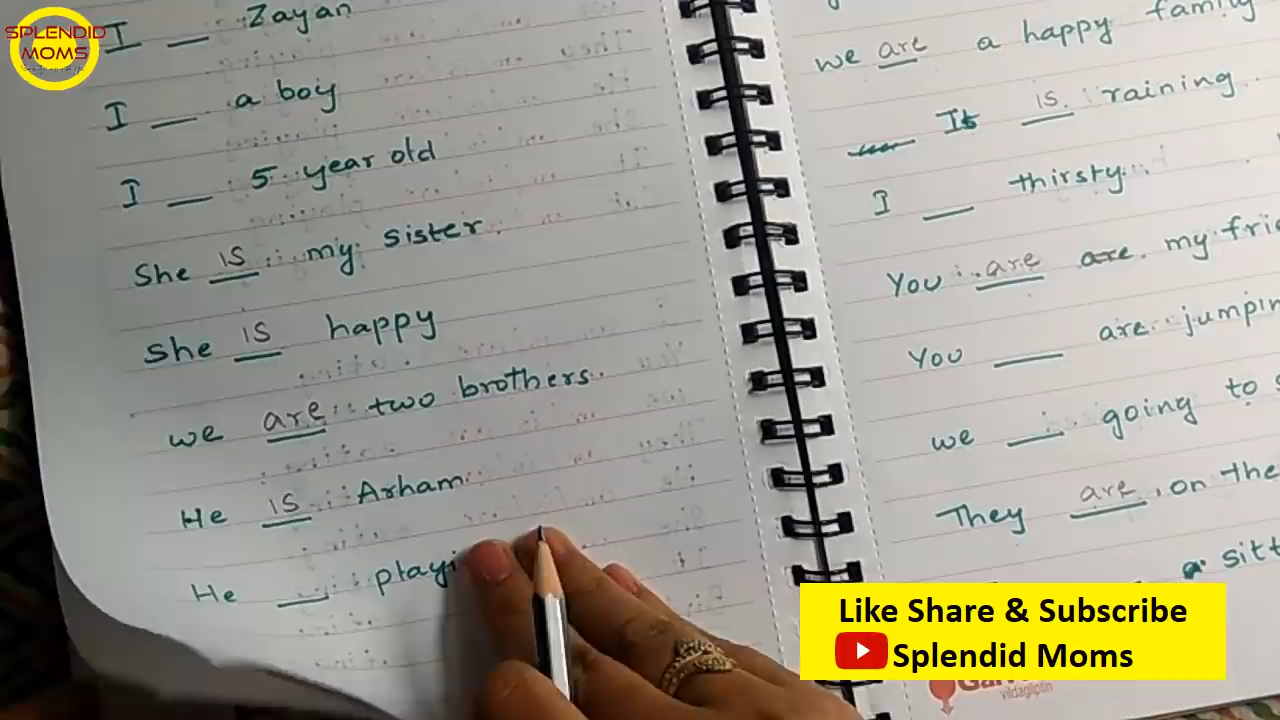 SPLENDID
MOMS
I __ Zayan
I __ a boy
I __ 5 year old
She is my sister
She is happy
we are two brothers.
He is Arham
He __ playi
we are a happy family
It is raining.
I __ thirsty.
You are are my frie
You __ are jumpin
we __ going to
They are on the
a sitt
Like Share & Subscribe
Splendid Moms
vildagliptin